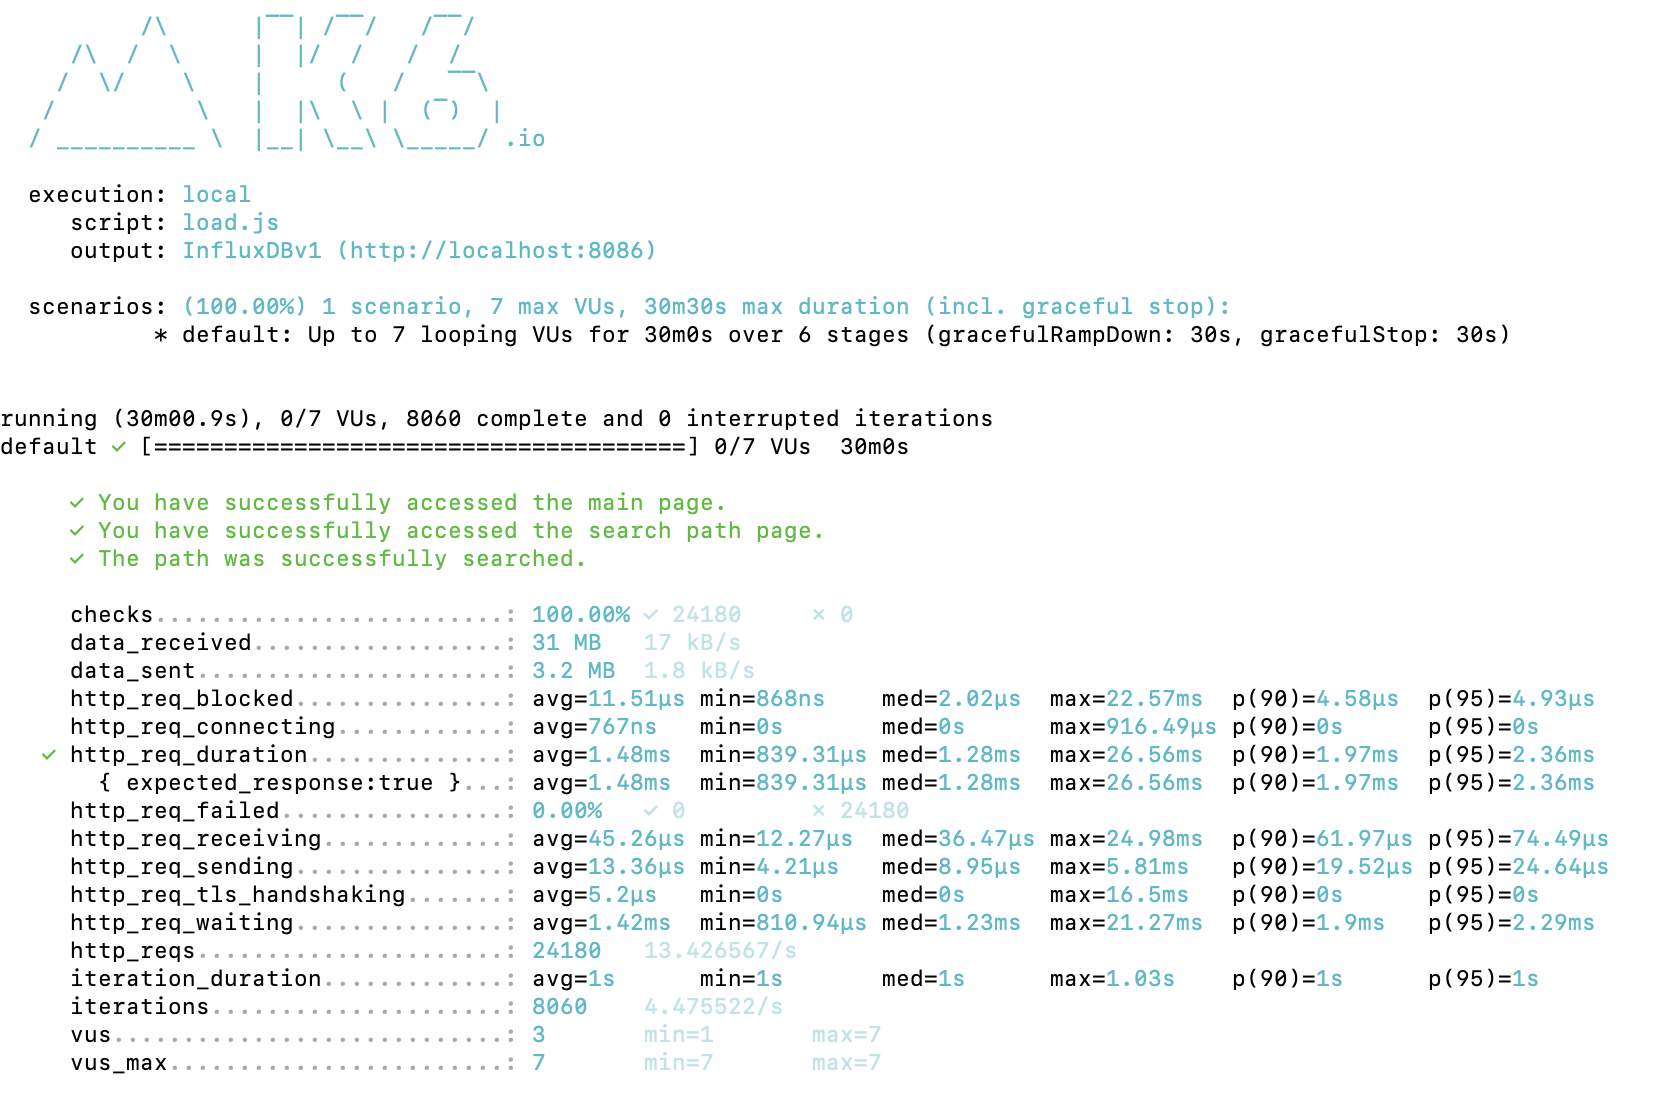 /\      |‾‾| /‾‾/   /‾‾/
     /\  /  \     |  |/  /   /  /
    /  \/    \    |     (   /   ‾‾\
   /          \   |  |\  \ |  (‾)  |
  / __________ \  |__| \__\ \_____/ .io

  execution: local
     script: load.js
     output: InfluxDBv1 (http://localhost:8086)

  scenarios: (100.00%) 1 scenario, 7 max VUs, 30m30s max duration (incl. graceful stop):
           * default: Up to 7 looping VUs for 30m0s over 6 stages (gracefulRampDown: 30s, gracefulStop: 30s)

running (30m00.9s), 0/7 VUs, 8060 complete and 0 interrupted iterations
default ✓ [======================================] 0/7 VUs  30m0s

     ✓ You have successfully accessed the main page.
     ✓ You have successfully accessed the search path page.
     ✓ The path was successfully searched.

     checks.........................: 100.00% ✓ 24180     ✗ 0
     data_received..................: 31 MB   17 kB/s
     data_sent......................: 3.2 MB  1.8 kB/s
     http_req_blocked...............: avg=11.51µs min=868ns    med=2.02µs  max=22.57ms  p(90)=4.58µs  p(95)=4.93µs
     http_req_connecting............: avg=767ns   min=0s       med=0s      max=916.49µs p(90)=0s      p(95)=0s
   ✓ http_req_duration..............: avg=1.48ms  min=839.31µs med=1.28ms  max=26.56ms  p(90)=1.97ms  p(95)=2.36ms
       { expected_response:true }...: avg=1.48ms  min=839.31µs med=1.28ms  max=26.56ms  p(90)=1.97ms  p(95)=2.36ms
     http_req_failed................: 0.00%   ✓ 0         ✗ 24180
     http_req_receiving.............: avg=45.26µs min=12.27µs  med=36.47µs max=24.98ms  p(90)=61.97µs p(95)=74.49µs
     http_req_sending...............: avg=13.36µs min=4.21µs   med=8.95µs  max=5.81ms   p(90)=19.52µs p(95)=24.64µs
     http_req_tls_handshaking.......: avg=5.2µs   min=0s       med=0s      max=16.5ms   p(90)=0s      p(95)=0s
     http_req_waiting...............: avg=1.42ms  min=810.94µs med=1.23ms  max=21.27ms  p(90)=1.9ms   p(95)=2.29ms
     http_reqs......................: 24180   13.426567/s
     iteration_duration.............: avg=1s      min=1s       med=1s      max=1.03s    p(90)=1s      p(95)=1s
     iterations.....................: 8060    4.475522/s
     vus............................: 3       min=1       max=7
     vus_max........................: 7       min=7       max=7